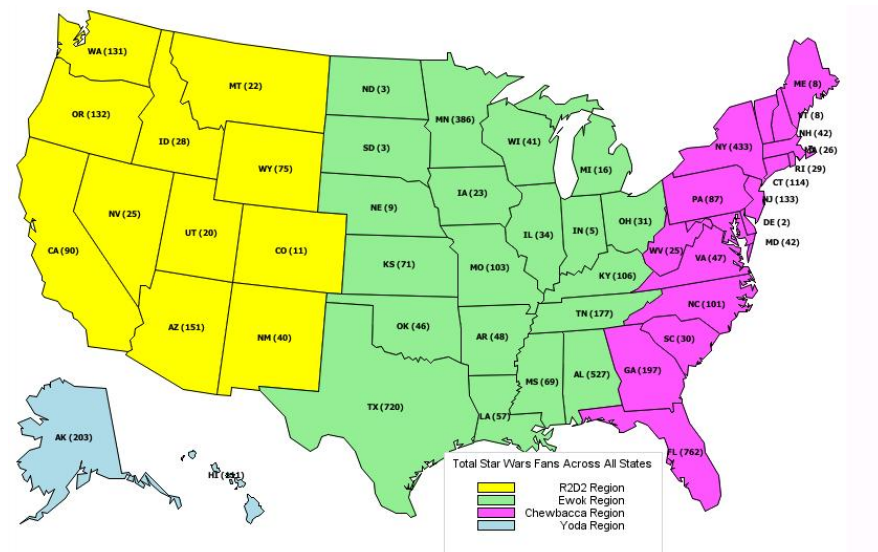 WA (131)
MT (22)
ND (3)
ME (8)
OR (132)
MN (386)
VT (8)
NH (42)
ID (28)
SD (3)
WI (41)
NY (433)
MA (26)
WY (75)
MI (16)
RI (29)
CT (114)
NV (25)
IA (23)
PA (87)
NJ (133)
NE (9)
OH (31)
DE (2)
UT (20)
IL (34)
IN (5)
MD (42)
CA (90)
CO (11)
WV (25)
VA (47)
KS (71)
MO (103)
KY (106)
NC (101)
AZ (151)
NM (40)
OK (46)
AR (48)
TN (177)
SC (30)
MS (69)
AL (527)
GA (197)
TX (720)
LA (57)
AK (203)
FL (762)
HI
Total Star Wars Fans Across All States
R2D2 Region
Ewok Region
Chewbacca Region
Yoda Region